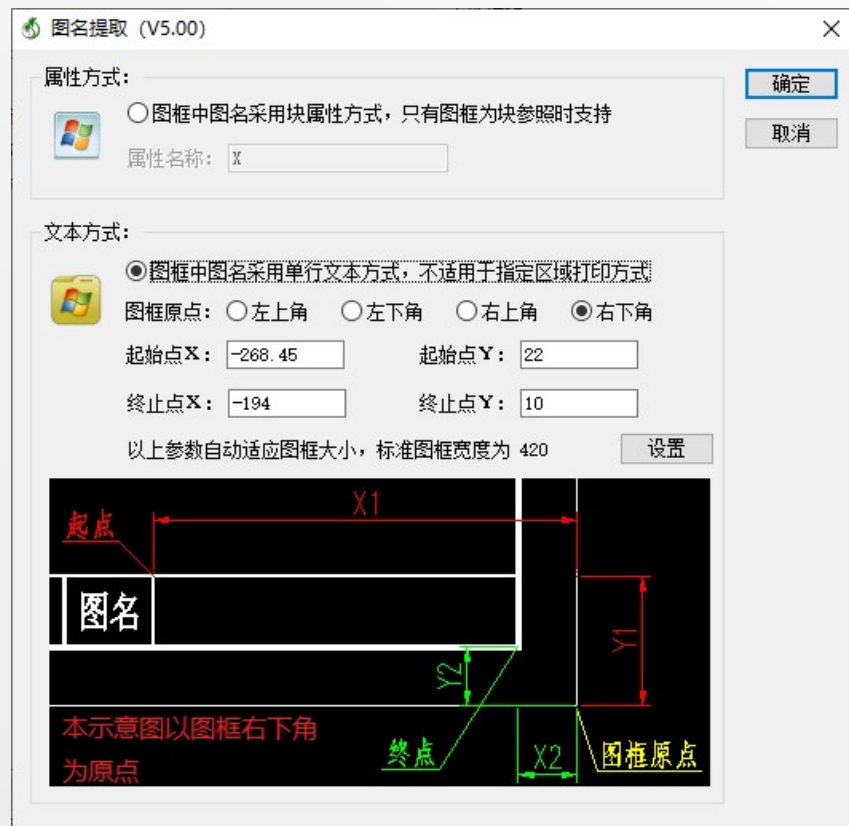 图名提取（V5.00）
属性方式：
图框中图名采用块属性方式，只有图框为块参照时支持
属性名称： X
确定
取消
文本方式：
图框中图名采用单行文本方式，不适用于指定区域打印方式
图框原点： 左上角 左下角 右上角 右下角
起始点X： -268.45 起始点Y： 22
终止点X： -194 终止点Y： 10
以上参数自动适应图框大小，标准图框宽度为 420 设置
X1
起点
图名
Y1
Y2
本示意图以图框右下角
为原点
终点
X2
图框原点